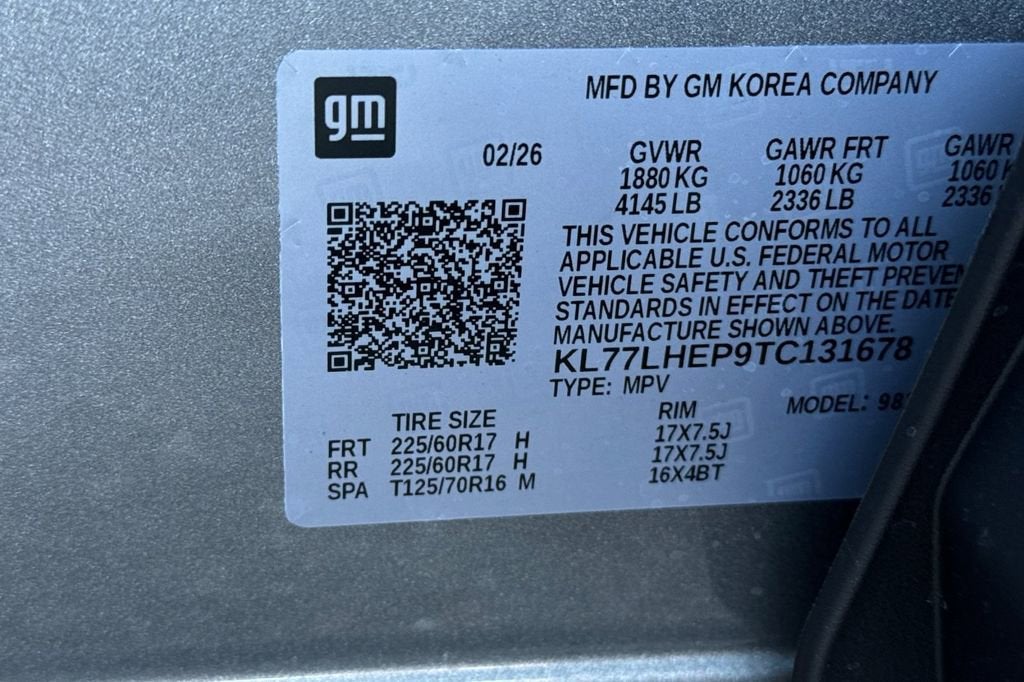 gm
MFD BY GM KOREA COMPANY
02/26 GVWR GAWR FRT GAWR
1880 KG 1060 KG 1060
4145 LB 2336 LB 2336
THIS VEHICLE CONFORMS TO ALL
APPLICABLE U.S. FEDERAL MOTOR
VEHICLE SAFETY AND THEFT PREVEN
STANDARDS IN EFFECT ON THE DATE
MANUFACTURE SHOWN ABOVE.
KL77LHEP9TC131678
TYPE: MPV
TIRE SIZE RIM MODEL:
FRT 225/60R17 H 17X7.5J
RR 225/60R17 H 17X7.5J
SPA T125/70R16 M 16X4BT